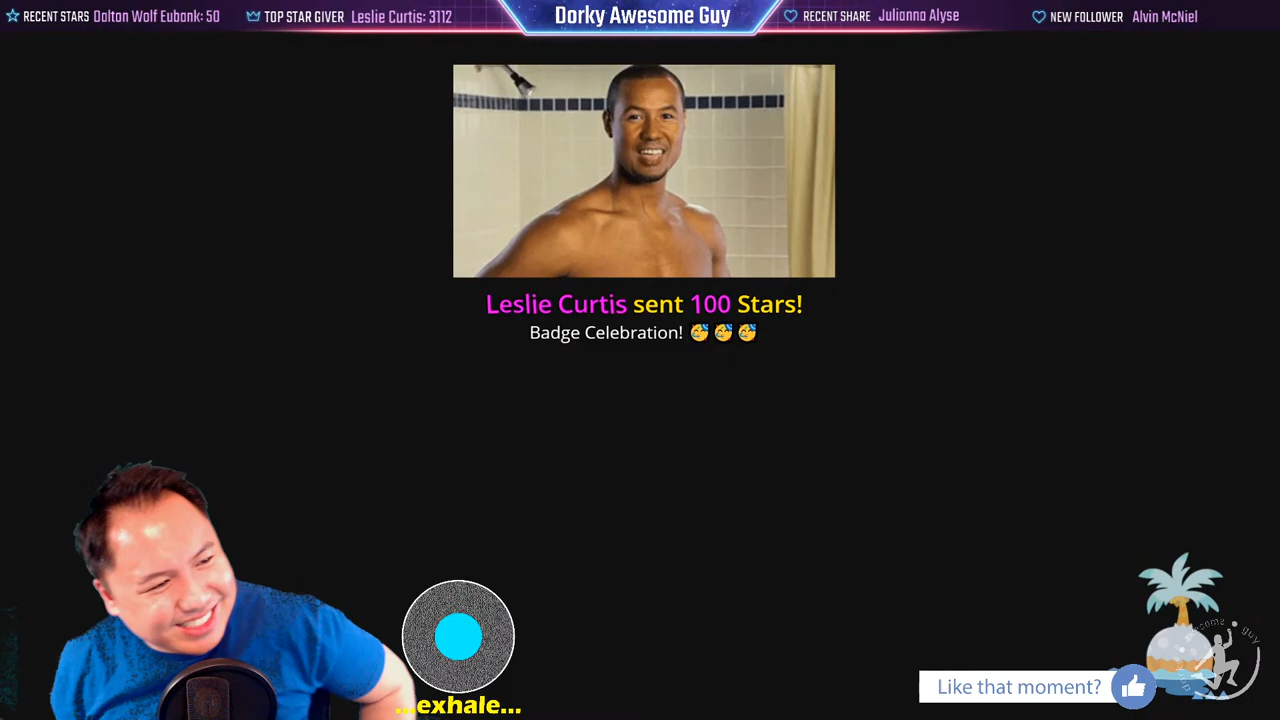 RECENT STARS Dalton Wolf Eubank: 50
TOP STAR GIVER Leslie Curtis: 3112
Dorky Awesome Guy
RECENT SHARE Julianna Alyse
NEW FOLLOWER Alvin McNiel
Leslie Curtis sent 100 Stars!
Badge Celebration! 🥳 🥳 🥳
...exhale...
Like that moment?
guy